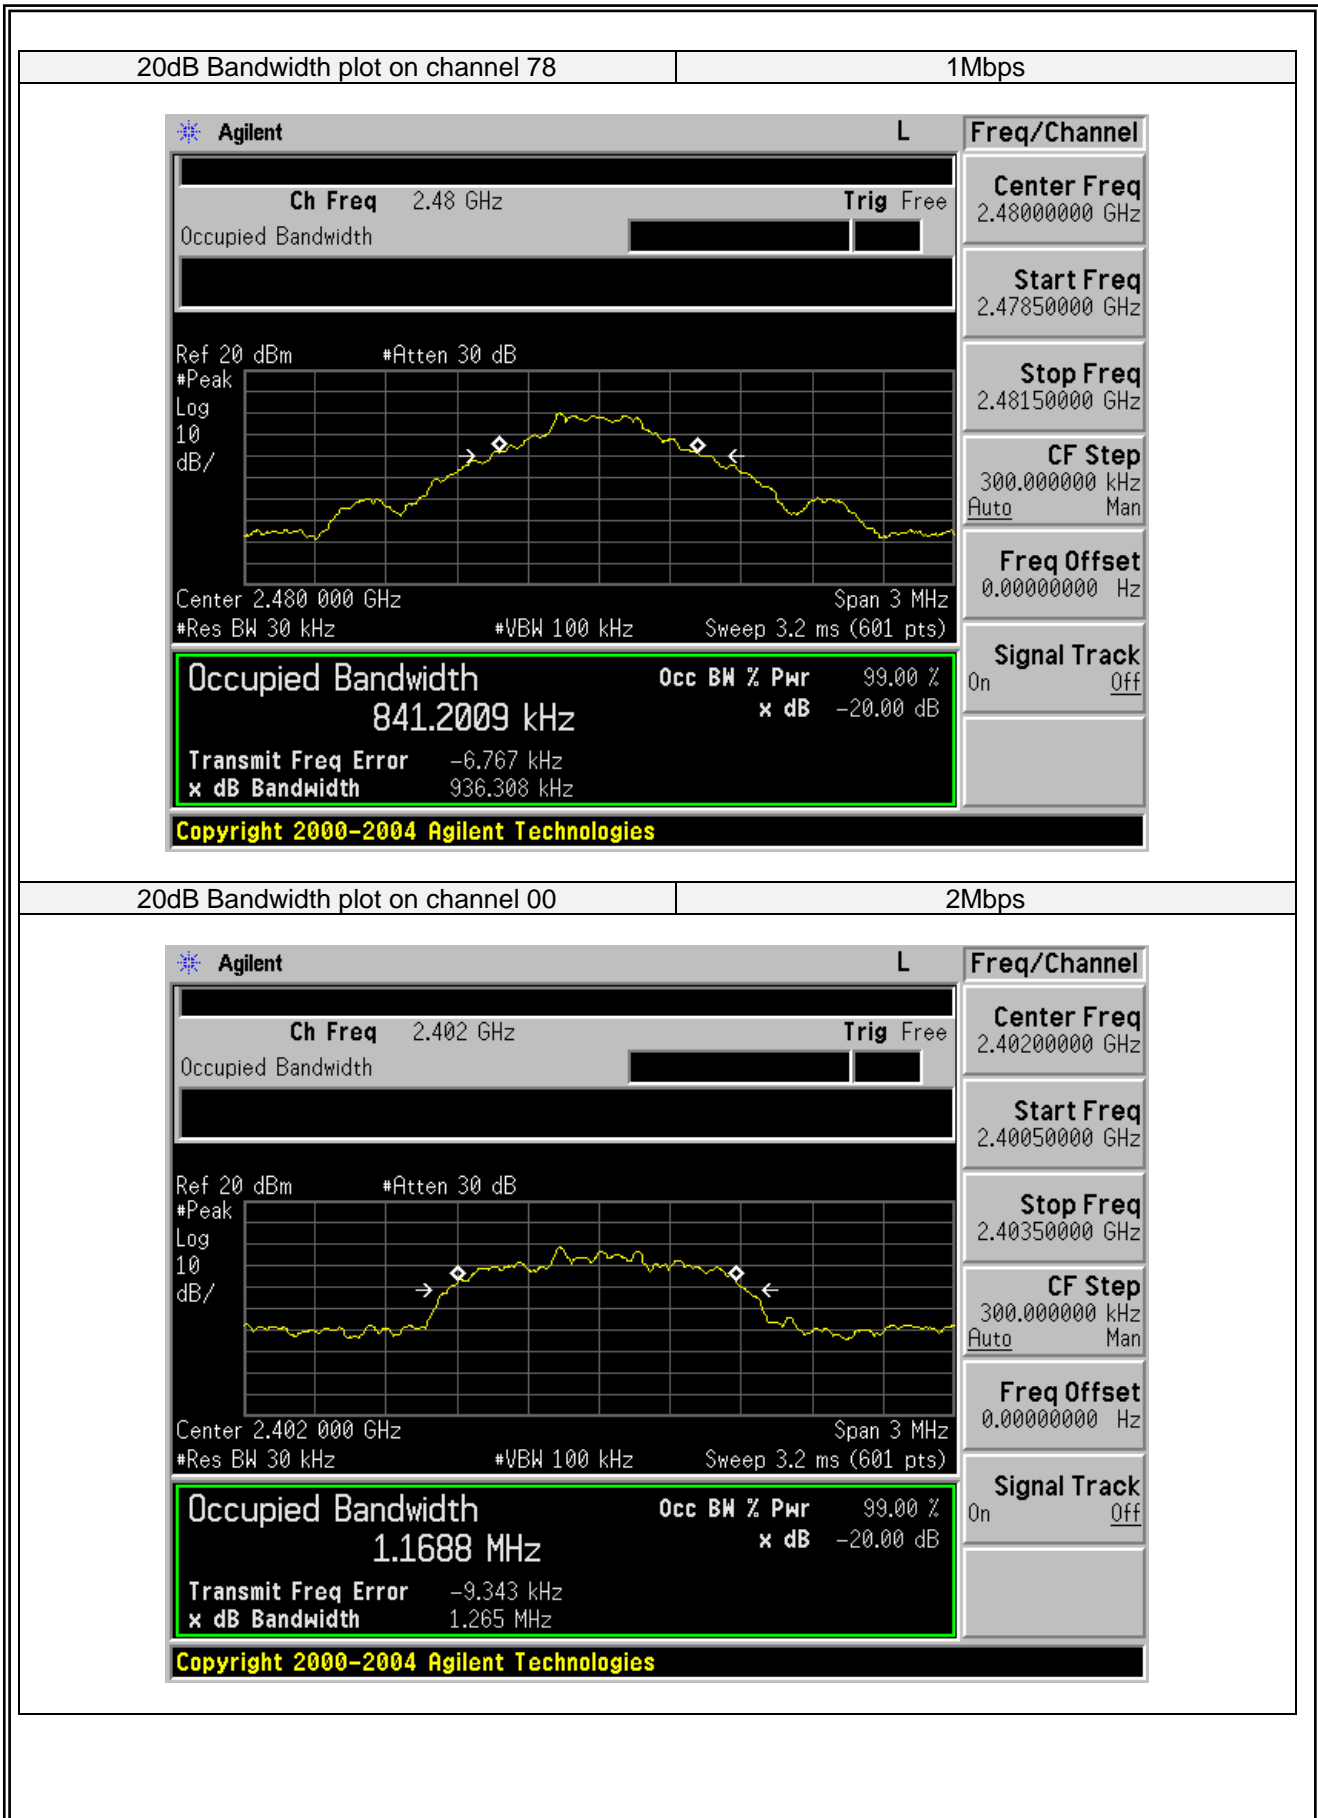 20dB Bandwidth plot on channel 78 1Mbps
Agilent L Freq/Channel
Ch Freq 2.48 GHz Trig Free
Occupied Bandwidth
Center Freq
2.48000000 GHz
Start Freq
2.47850000 GHz
Stop Freq
2.48150000 GHz
CF Step
300.000000 kHz
Auto Man
Freq Offset
0.00000000 Hz
Signal Track
On Off
Ref 20 dBm #Atten 30 dB
#Peak
Log
10
dB/
Center 2.480 000 GHz Span 3 MHz
#Res BW 30 kHz #VBW 100 kHz Sweep 3.2 ms (601 pts)
Occupied Bandwidth Occ BW % Pwr 99.00 %
841.2009 kHz x dB -20.00 dB
Transmit Freq Error -6.767 kHz
x dB Bandwidth 936.308 kHz
Copyright 2000-2004 Agilent Technologies
20dB Bandwidth plot on channel 00 2Mbps
Agilent L Freq/Channel
Ch Freq 2.402 GHz Trig Free
Occupied Bandwidth
Center Freq
2.40200000 GHz
Start Freq
2.40050000 GHz
Stop Freq
2.40350000 GHz
CF Step
300.000000 kHz
Auto Man
Freq Offset
0.00000000 Hz
Signal Track
On Off
Ref 20 dBm #Atten 30 dB
#Peak
Log
10
dB/
Center 2.402 000 GHz Span 3 MHz
#Res BW 30 kHz #VBW 100 kHz Sweep 3.2 ms (601 pts)
Occupied Bandwidth Occ BW % Pwr 99.00 %
1.1688 MHz x dB -20.00 dB
Transmit Freq Error -9.343 kHz
x dB Bandwidth 1.265 MHz
Copyright 2000-2004 Agilent Technologies